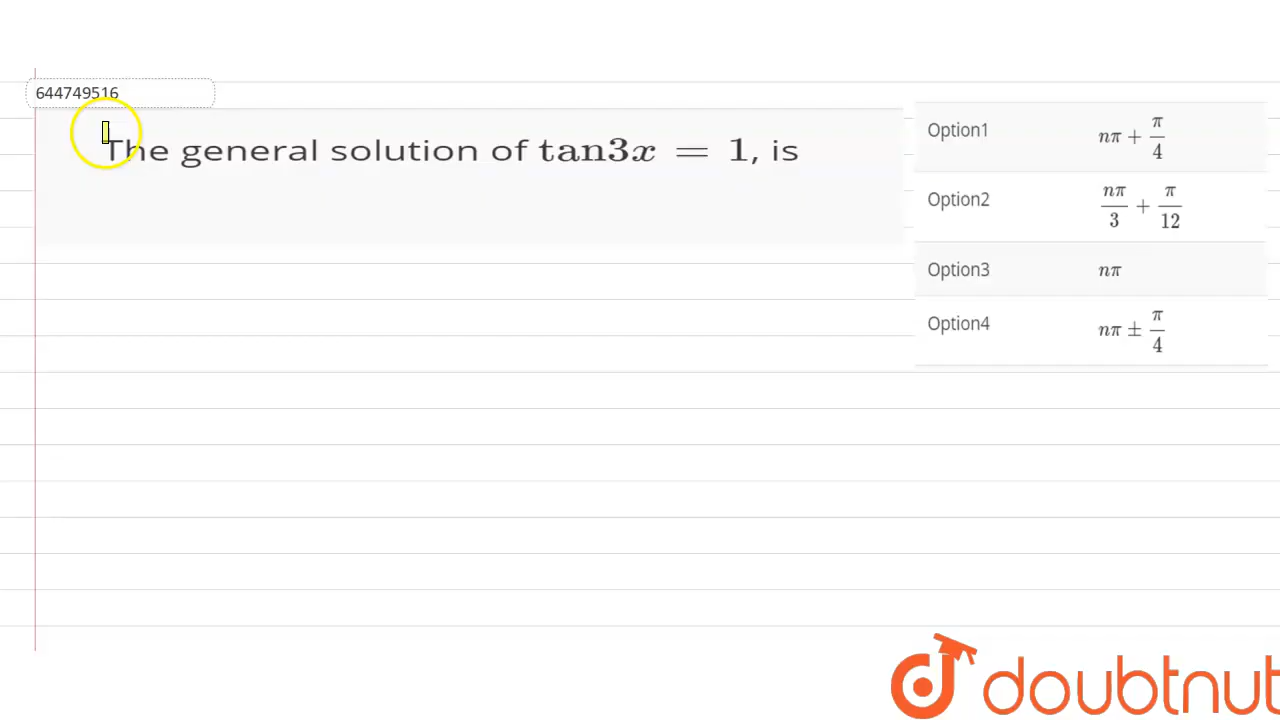 644749516
The general solution of tan3x = 1, is
Option1 nπ + π/4
Option2 nπ/3 + π/12
Option3 nπ
Option4 nπ ± π/4
doubtnut